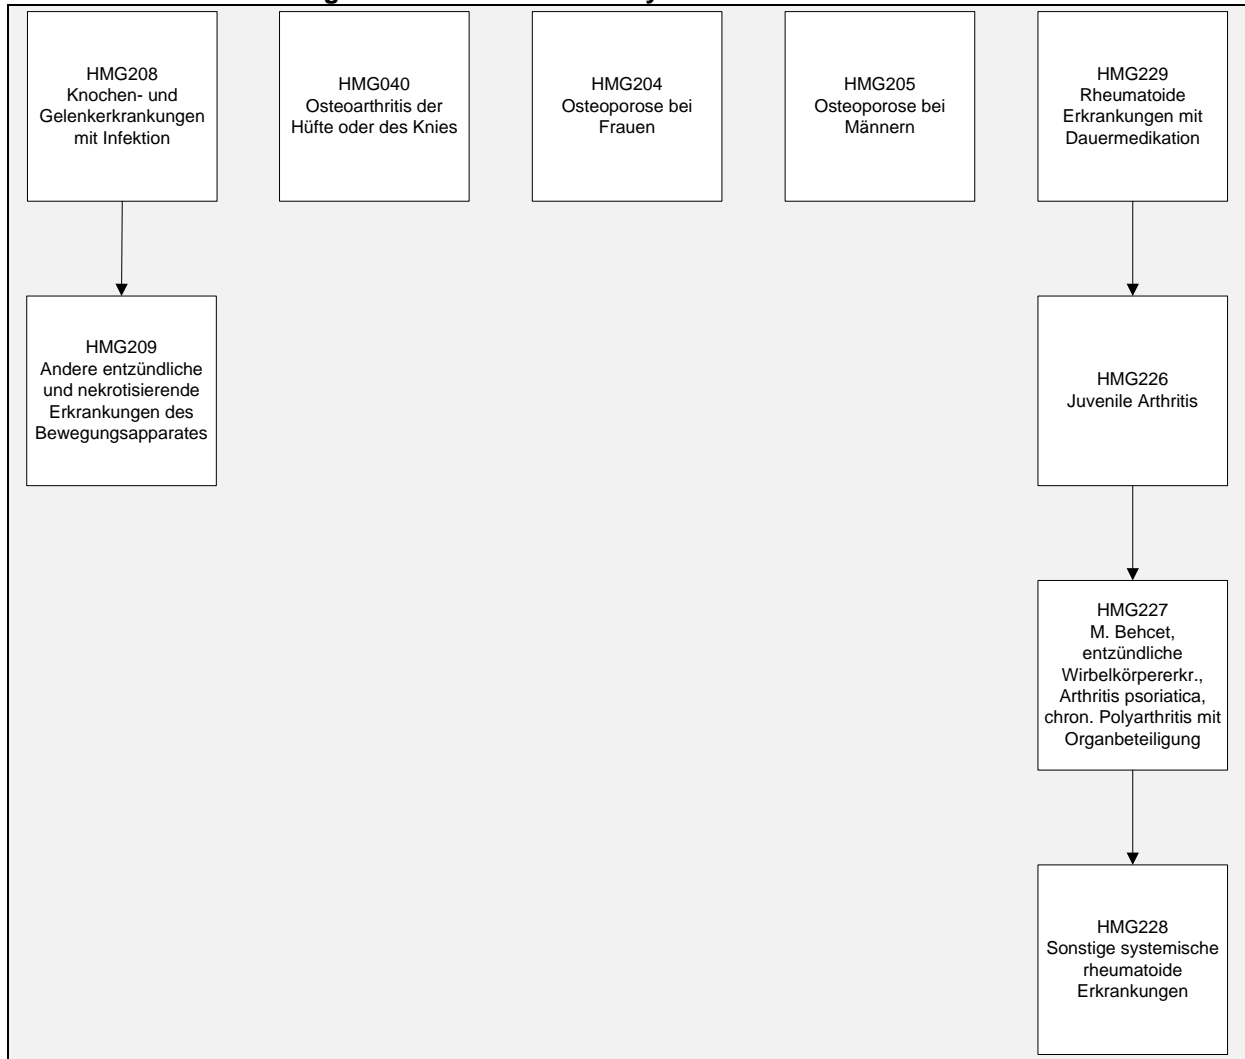 HMG208
Knochen- und
Gelenkerkrankungen
mit Infektion
HMG040
Osteoarthritis der
Hüfte oder des Knies
HMG204
Osteoporose bei
Frauen
HMG205
Osteoporose bei
Männern
HMG229
Rheumatoide
Erkrankungen mit
Dauermedikation
HMG209
Andere entzündliche
und nekrotisierende
Erkrankungen des
Bewegungsapparates
HMG226
Juvenile Arthritis
HMG227
M. Behcet,
entzündliche
Wirbelkörpererkr.,
Arthritis psoriatica,
chron. Polyarthritis mit
Organbeteiligung
HMG228
Sonstige systemische
rheumatoide
Erkrankungen